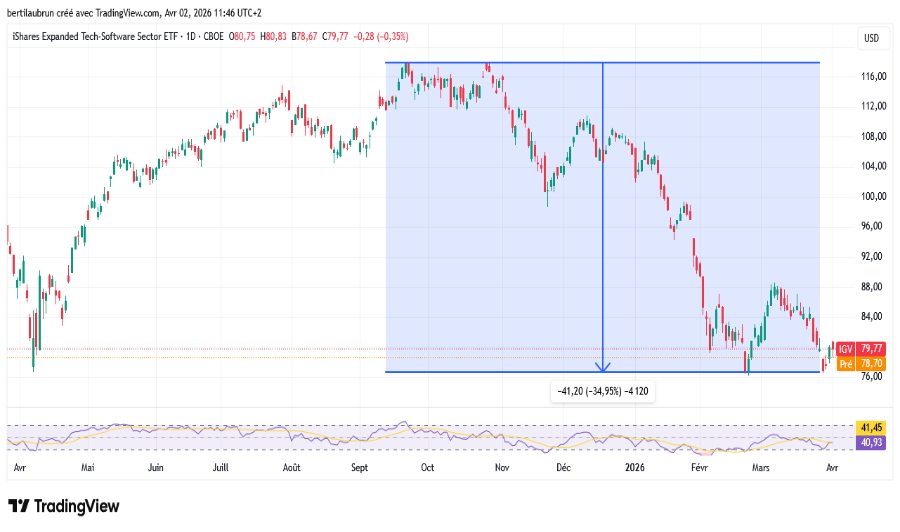 bertilaubrun créé avec TradingView.com, Avr 02, 2026 11:46 UTC+2
iShares Expanded Tech-Software Sector ETF · 1D · CBOE O80,75 H80,83 B78,67 C79,77 −0,28 (−0,35%)
USD
116,00
112,00
108,00
104,00
100,00
96,00
92,00
88,00
84,00
IGV 79,77
Pré 78,70
76,00
−41,20 (−34,95%) −4 120
41,45
40,93
Avr Mai Juin Juill Août Sept Oct Nov Déc 2026 Févr Mars Avr
TradingView